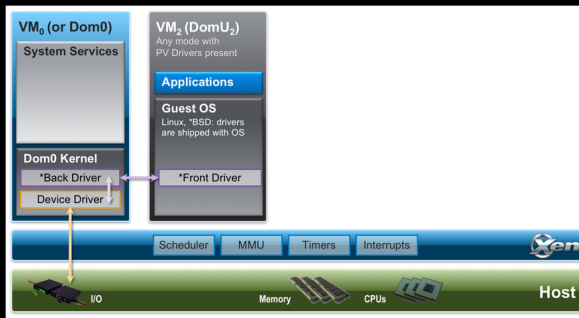 VM0 (or Dom0)
System Services
Dom0 Kernel
*Back Driver
Device Driver
VM2 (DomU2)
Any mode with
PV Drivers present
Applications
Guest OS
Linux, *BSD: drivers
are shipped with OS
*Front Driver
Scheduler
MMU
Timers
Interrupts
Xen
I/O
Memory
CPUs
Host